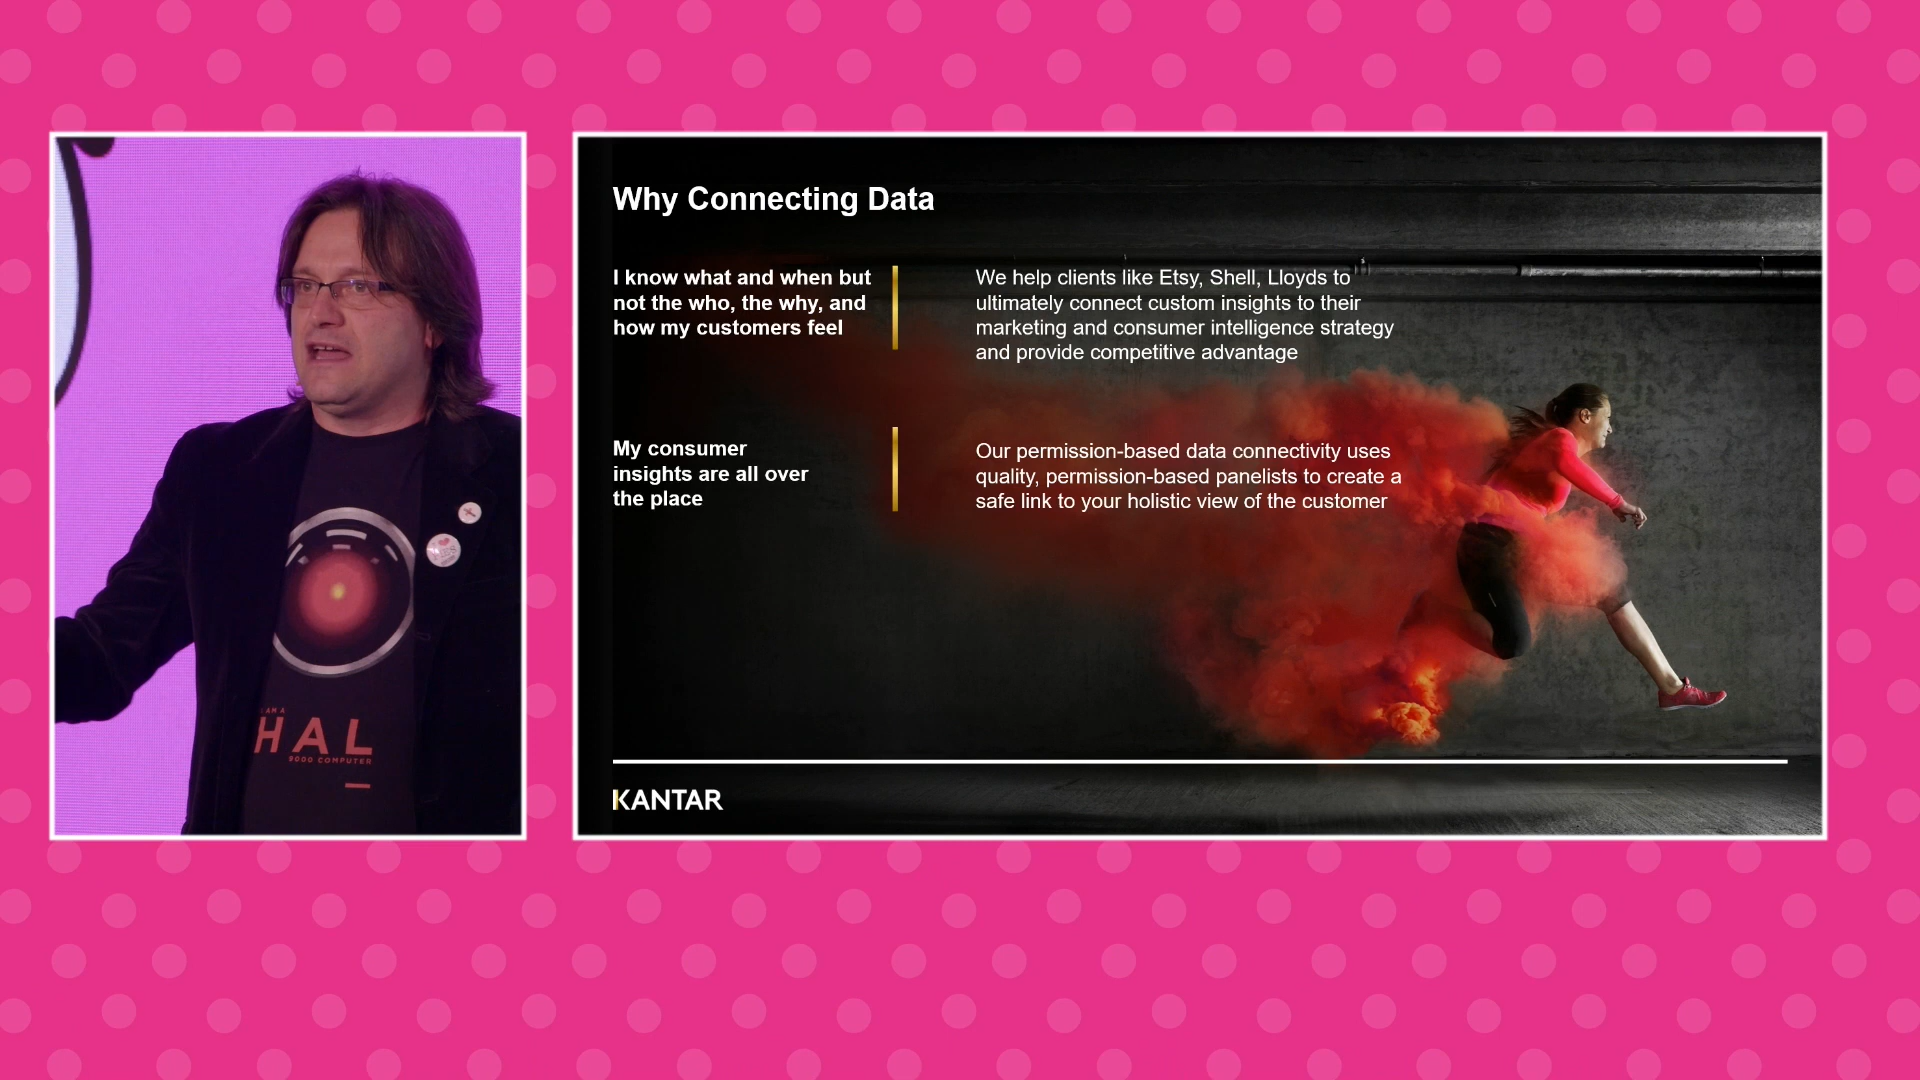 Why Connecting Data
I know what and when but
not the who, the why, and
how my customers feel
We help clients like Etsy, Shell, Lloyds to
ultimately connect custom insights to their
marketing and consumer intelligence strategy
and provide competitive advantage
My consumer
insights are all over
the place
Our permission-based data connectivity uses
quality, permission-based panelists to create a
safe link to your holistic view of the customer
KANTAR
I AM A
HAL
9000 COMPUTER